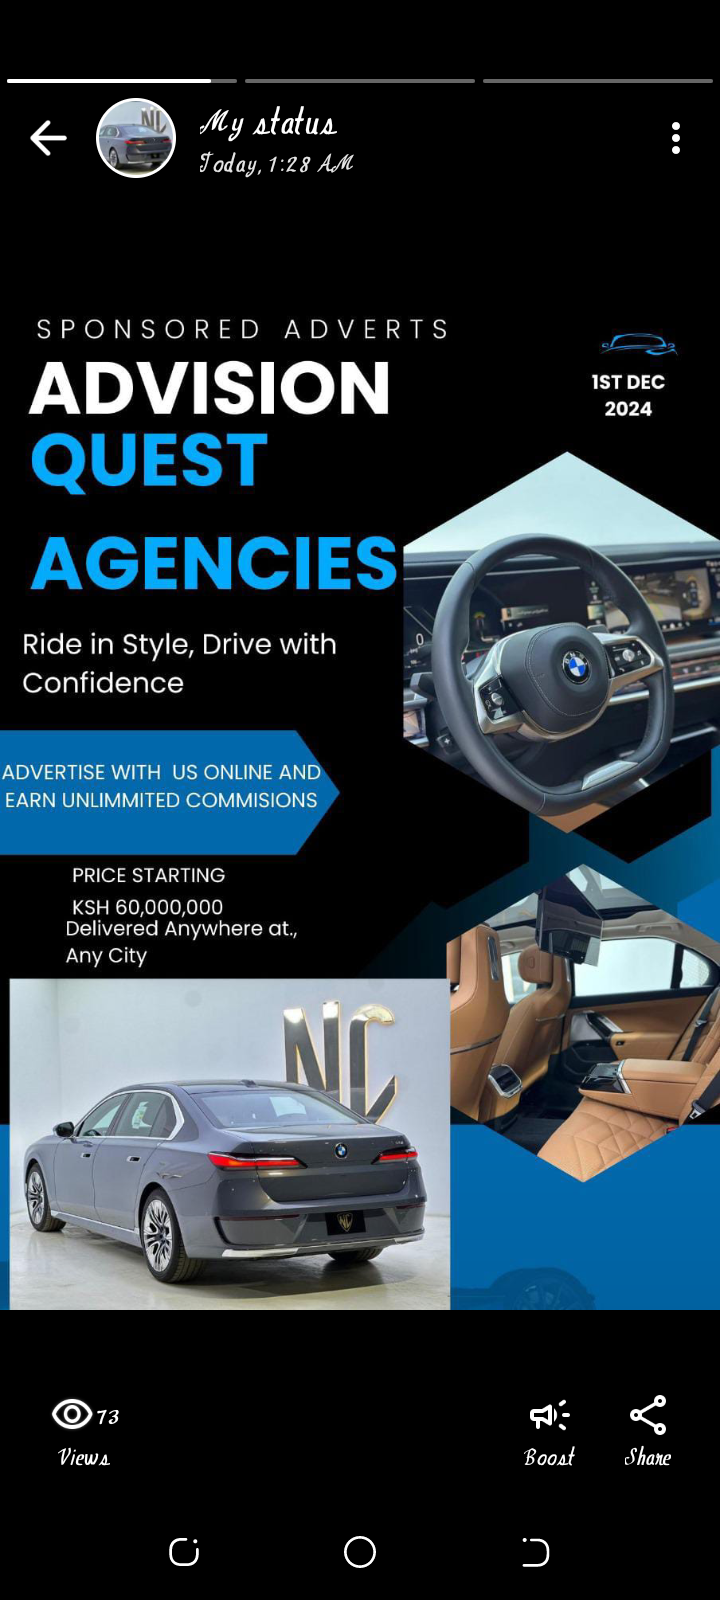 My status
Today, 1:28 AM
SPONSORED ADVERTS
ADVISION
QUEST
AGENCIES
1ST DEC
2024
Ride in Style, Drive with
Confidence
ADVERTISE WITH US ONLINE AND
EARN UNLIMMITED COMMISIONS
PRICE STARTING
KSH 60,000,000
Delivered Anywhere at.,
Any City
NC
NC
73
Views
Boost
Share